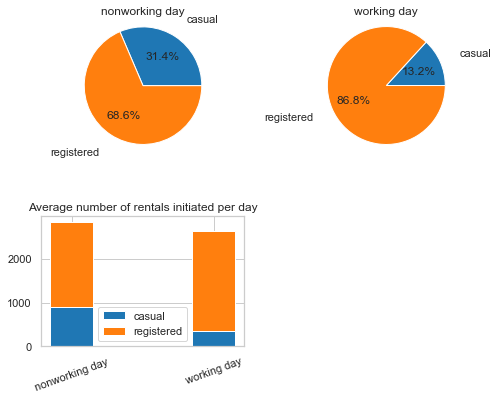 nonworking day
casual
31.4%
68.6%
registered
working day
casual
13.2%
86.8%
registered
Average number of rentals initiated per day
2000
1000
0
casual
registered
nonworking day
working day